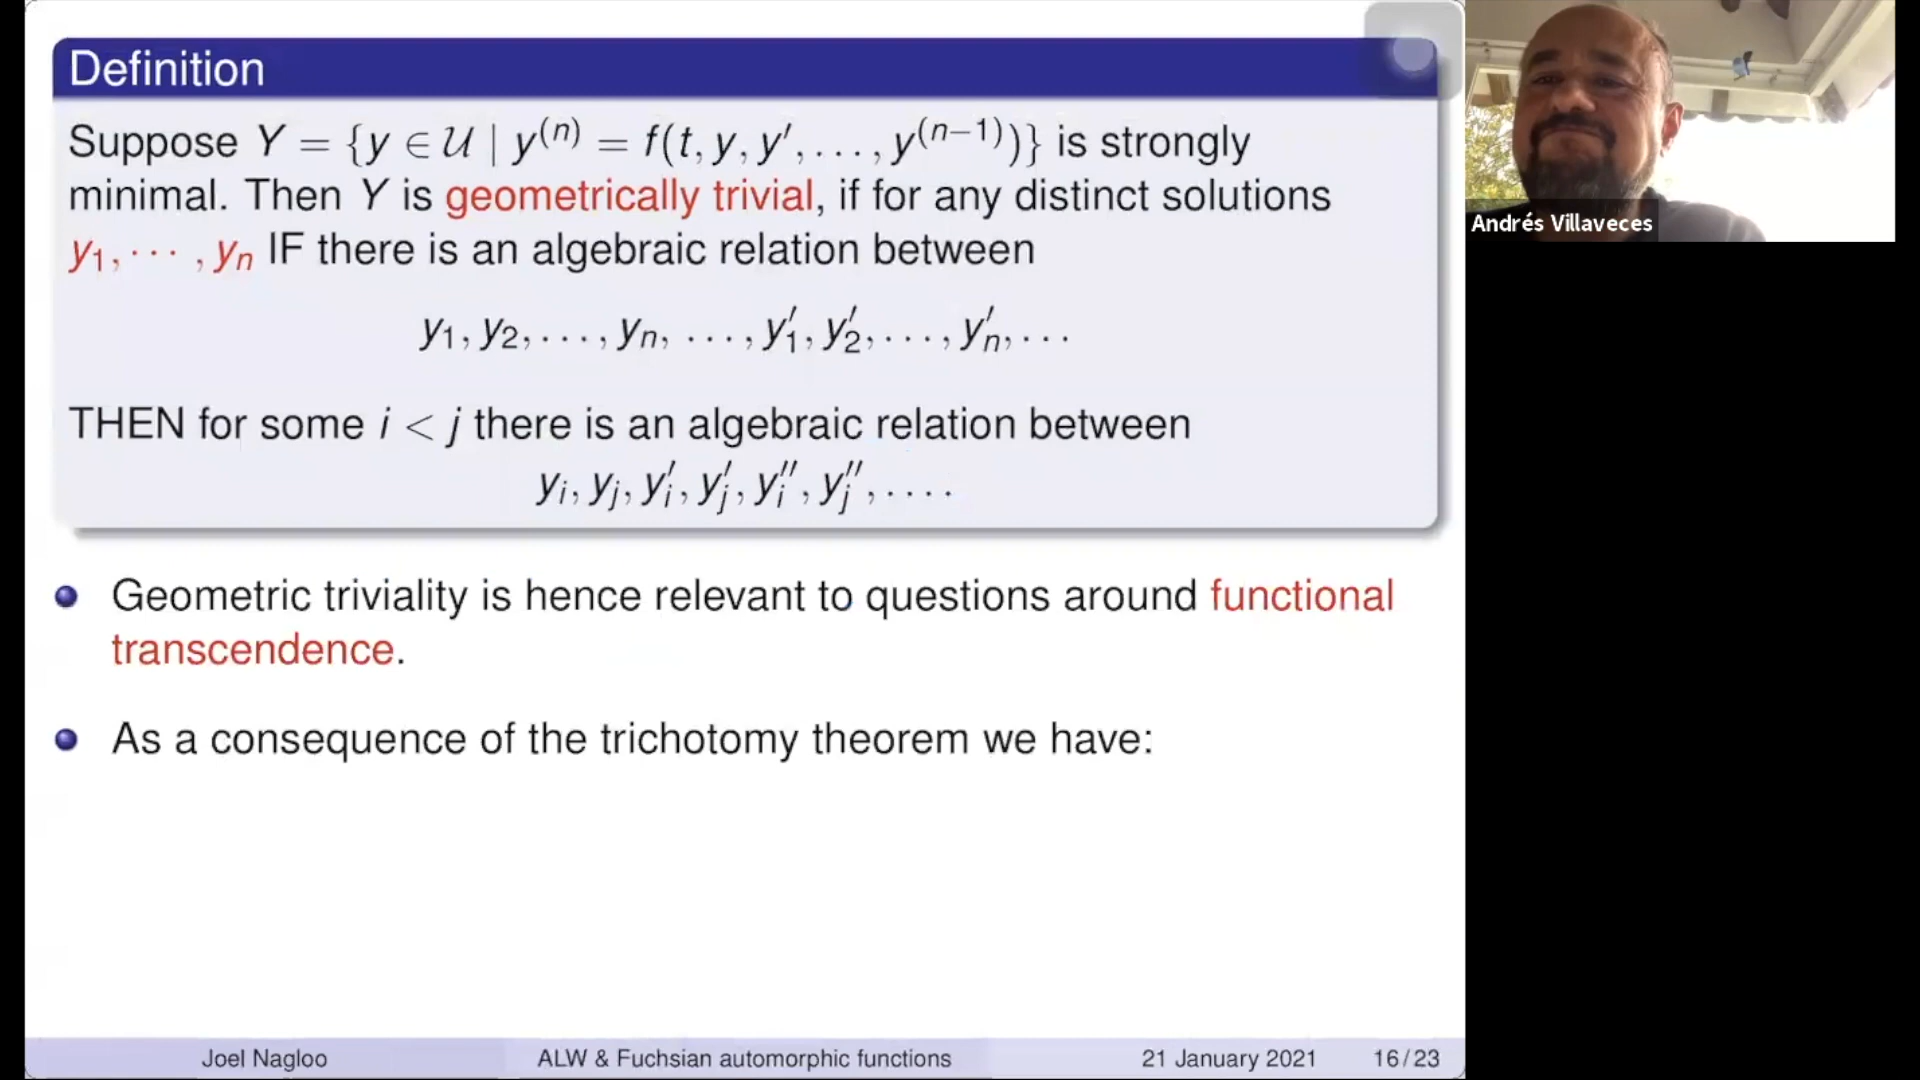 Definition
Suppose Y = {y ∈ 𝒰 | y⁽ⁿ⁾ = f(t, y, y′, . . . , y⁽ⁿ⁻¹⁾)} is strongly
minimal. Then Y is geometrically trivial, if for any distinct solutions
y₁, · · · , yₙ IF there is an algebraic relation between
y₁, y₂, . . . , yₙ, . . . , y′₁, y′₂, . . . , y′ₙ, . . .
THEN for some i < j there is an algebraic relation between
yᵢ, yⱼ, y′ᵢ, y′ⱼ, y″ᵢ, y″ⱼ, . . . .
Geometric triviality is hence relevant to questions around functional
transcendence.
As a consequence of the trichotomy theorem we have:
Joel Nagloo ALW & Fuchsian automorphic functions 21 January 2021 16/23
Andrés Villaveces